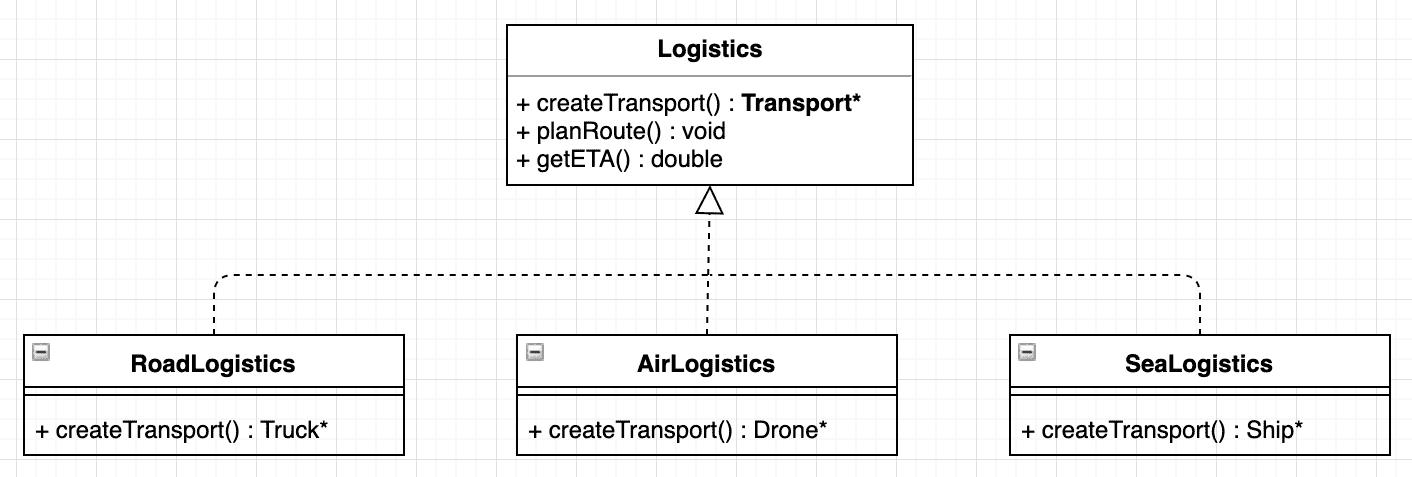 Logistics
+ createTransport() : Transport*
+ planRoute() : void
+ getETA() : double
RoadLogistics
+ createTransport() : Truck*
AirLogistics
+ createTransport() : Drone*
SeaLogistics
+ createTransport() : Ship*